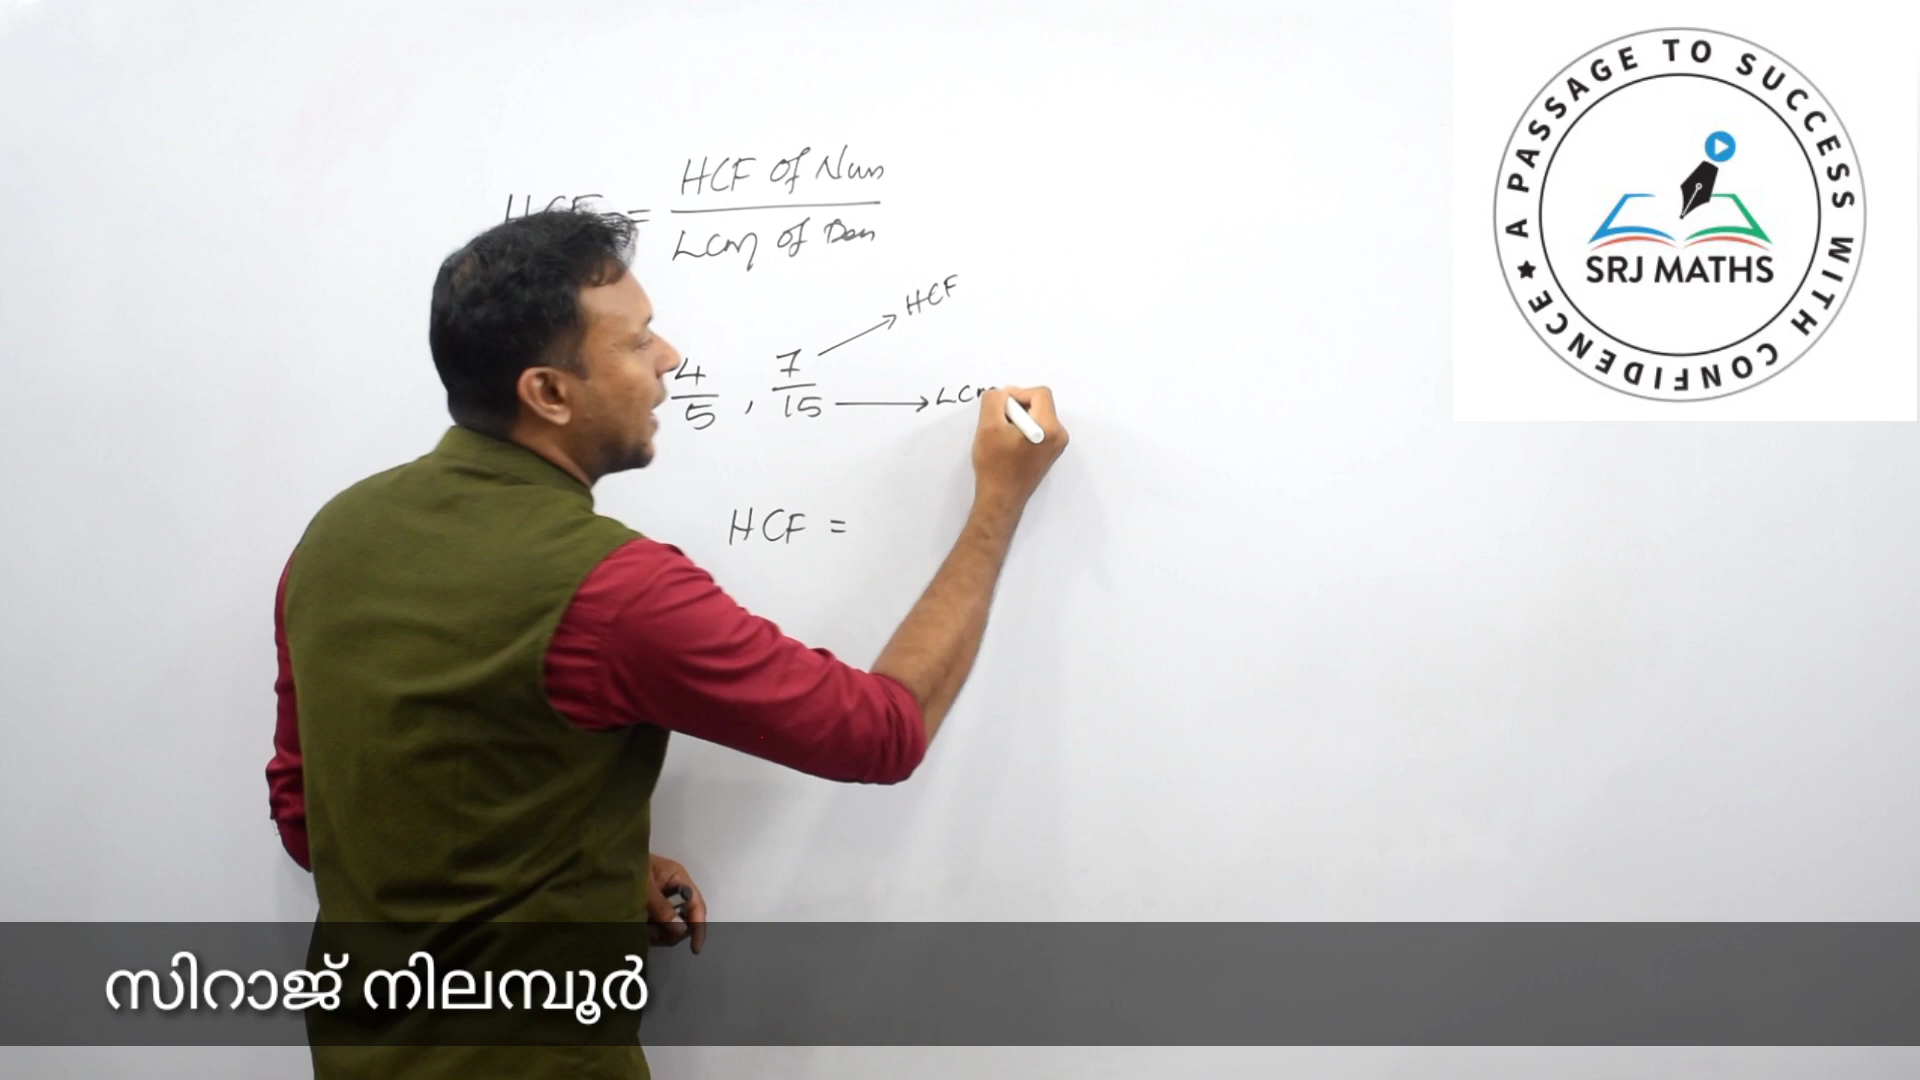 HCF = HCF of Num
LCM of Den
4/5 , 7/15
HCF
LCM
HCF =
A PASSAGE TO SUCCESS WITH CONFIDENCE
SRJ MATHS
സിറാജ് നിലമ്പൂർ